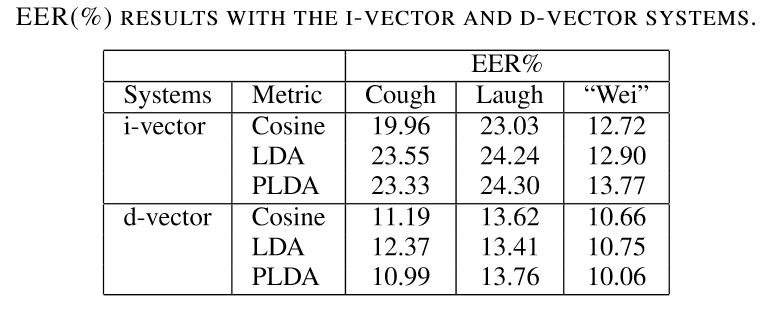 EER(%) RESULTS WITH THE I-VECTOR AND D-VECTOR SYSTEMS.
EER%
Systems Metric Cough Laugh “Wei”
i-vector Cosine 19.96 23.03 12.72
LDA 23.55 24.24 12.90
PLDA 23.33 24.30 13.77
d-vector Cosine 11.19 13.62 10.66
LDA 12.37 13.41 10.75
PLDA 10.99 13.76 10.06